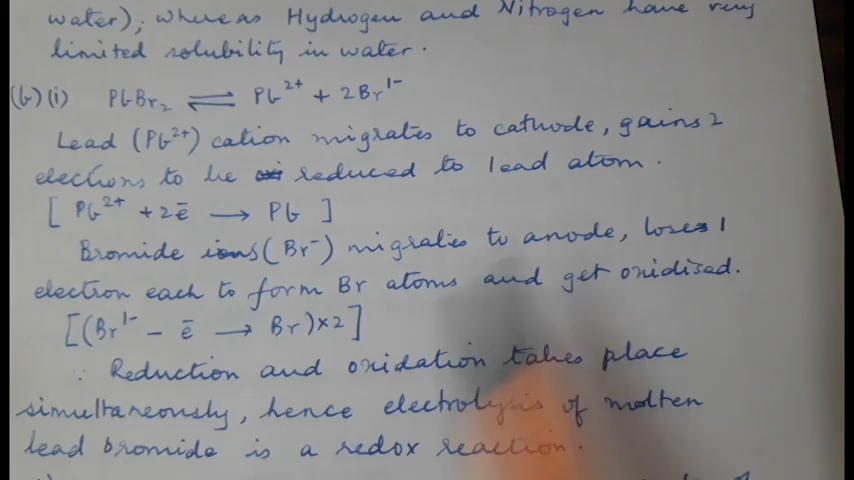 water); whereas Hydrogen and Nitrogen have very
limited solubility in water.
(b)(i) PbBr₂ ⇌ Pb²⁺ + 2Br¹⁻
Lead (Pb²⁺) cation migrates to cathode, gains 2
electrons to be reduced to lead atom.
[ Pb²⁺ + 2ē → Pb ]
Bromide ions (Br⁻) migrates to anode, loses 1
electron each to form Br atoms and get oxidised.
[(Br¹⁻ - ē → Br)×2]
∴ Reduction and oxidation takes place
simultaneously, hence electrolysis of molten
lead bromide is a redox reaction.